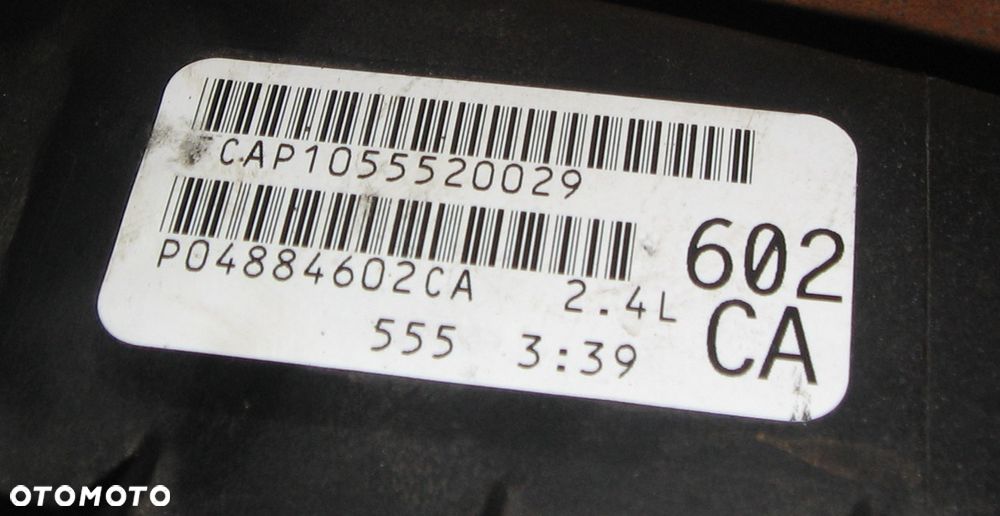 CAP1055520029
P04884602CA 2.4L
555 3:39
602
CA
OTOMOTO